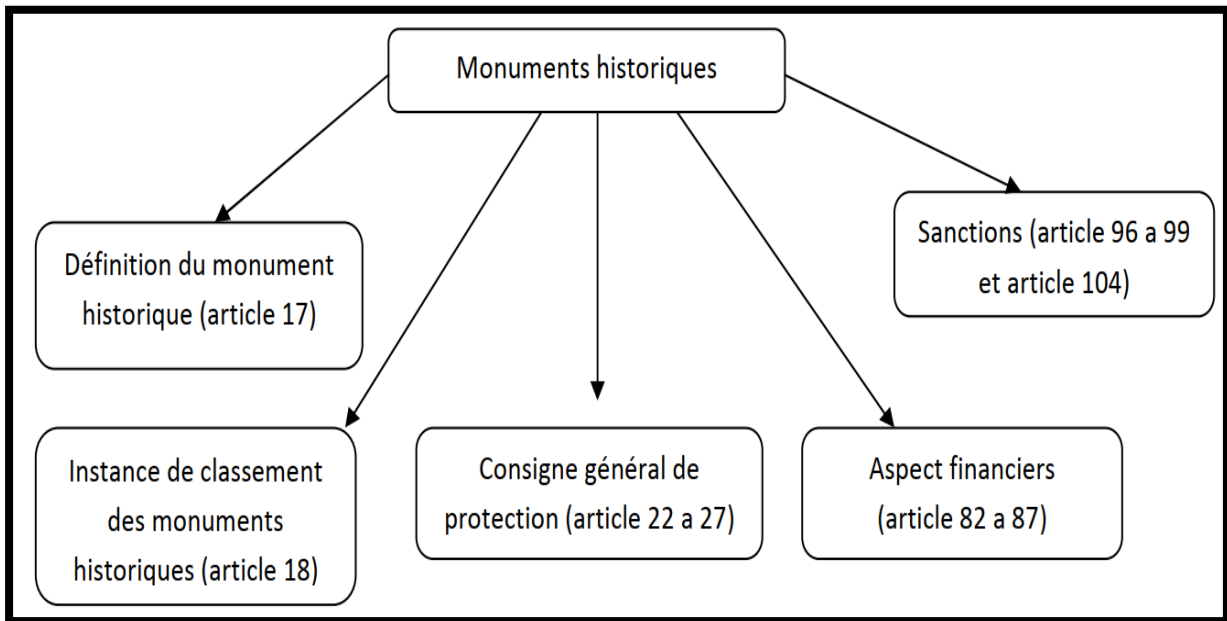 Monuments historiques
Définition du monument
historique (article 17)
Sanctions (article 96 a 99
et article 104)
Instance de classement
des monuments
historiques (article 18)
Consigne général de
protection (article 22 a 27)
Aspect financiers
(article 82 a 87)